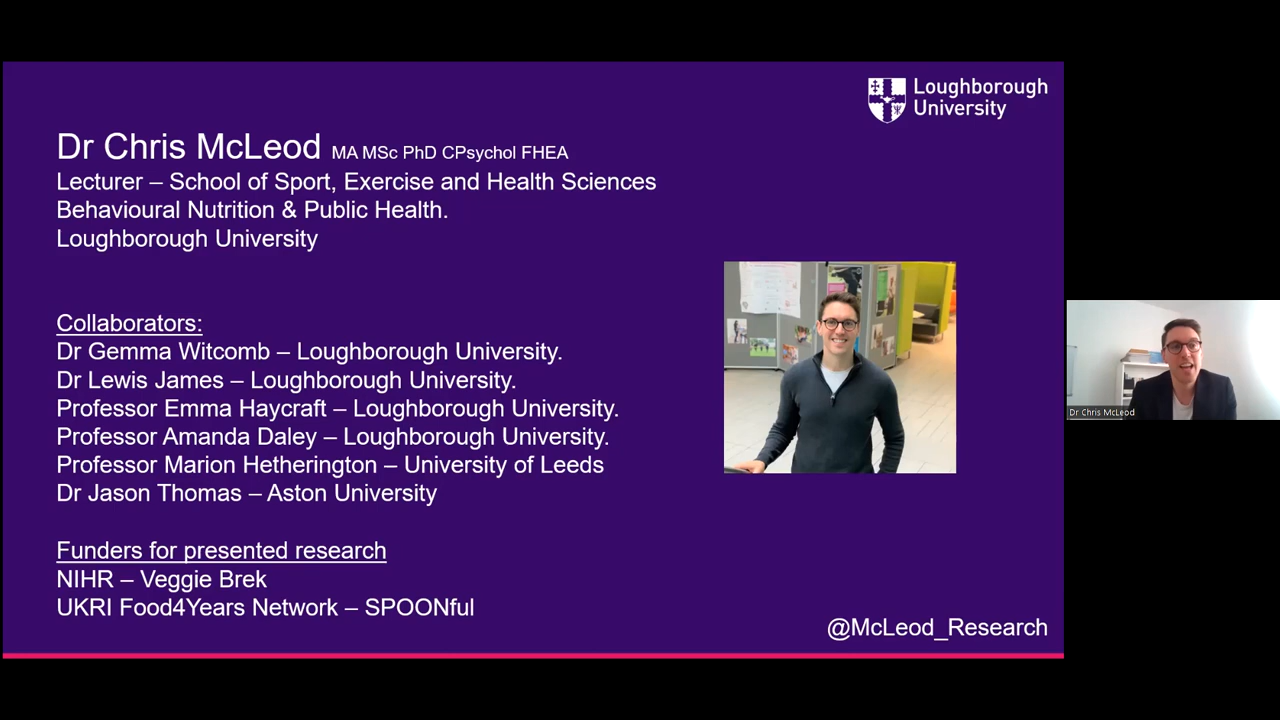 Loughborough
University
Dr Chris McLeod MA MSc PhD CPsychol FHEA
Lecturer – School of Sport, Exercise and Health Sciences
Behavioural Nutrition & Public Health.
Loughborough University
Collaborators:
Dr Gemma Witcomb – Loughborough University.
Dr Lewis James – Loughborough University.
Professor Emma Haycraft – Loughborough University.
Professor Amanda Daley – Loughborough University.
Professor Marion Hetherington – University of Leeds
Dr Jason Thomas – Aston University
Funders for presented research
NIHR – Veggie Brek
UKRI Food4Years Network – SPOONful
@McLeod_Research
Dr Chris McLeod